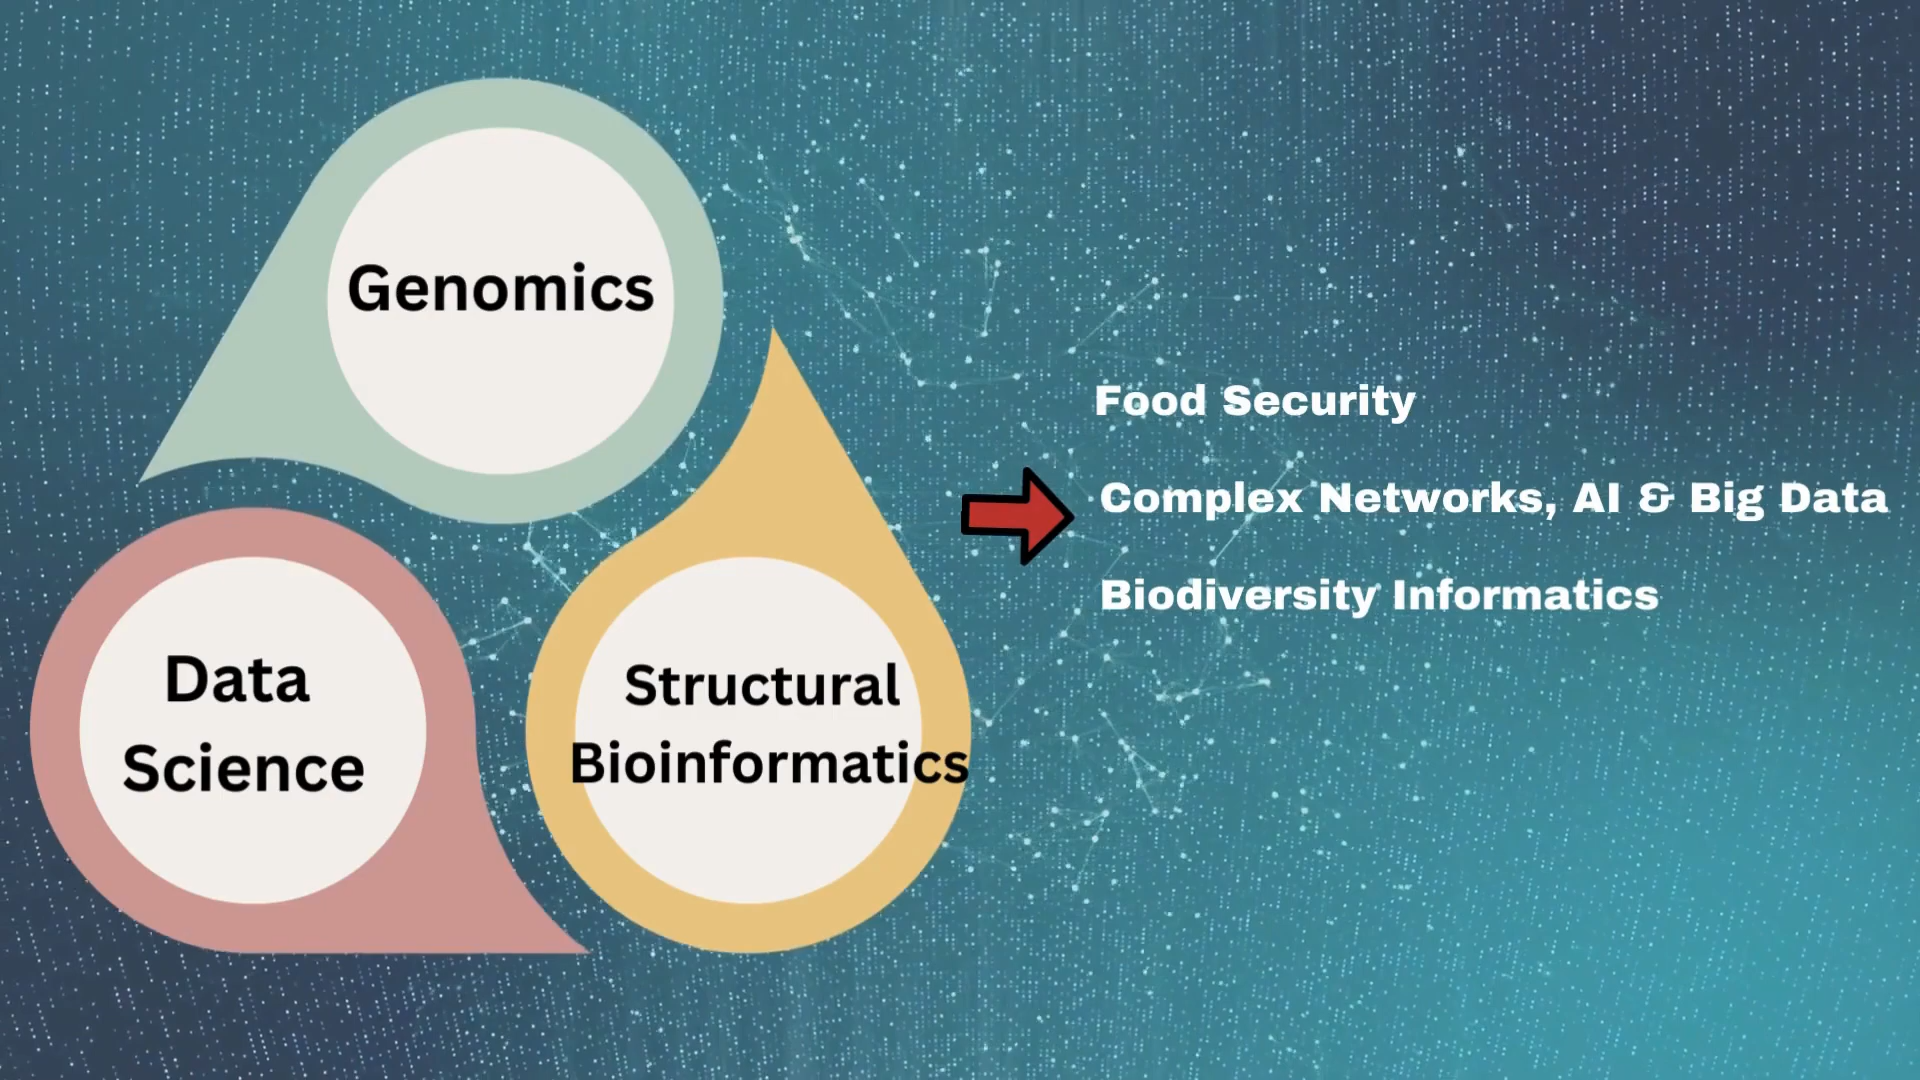 Genomics
Data
Science
Structural
Bioinformatics
Food Security
Complex Networks, AI & Big Data
Biodiversity Informatics